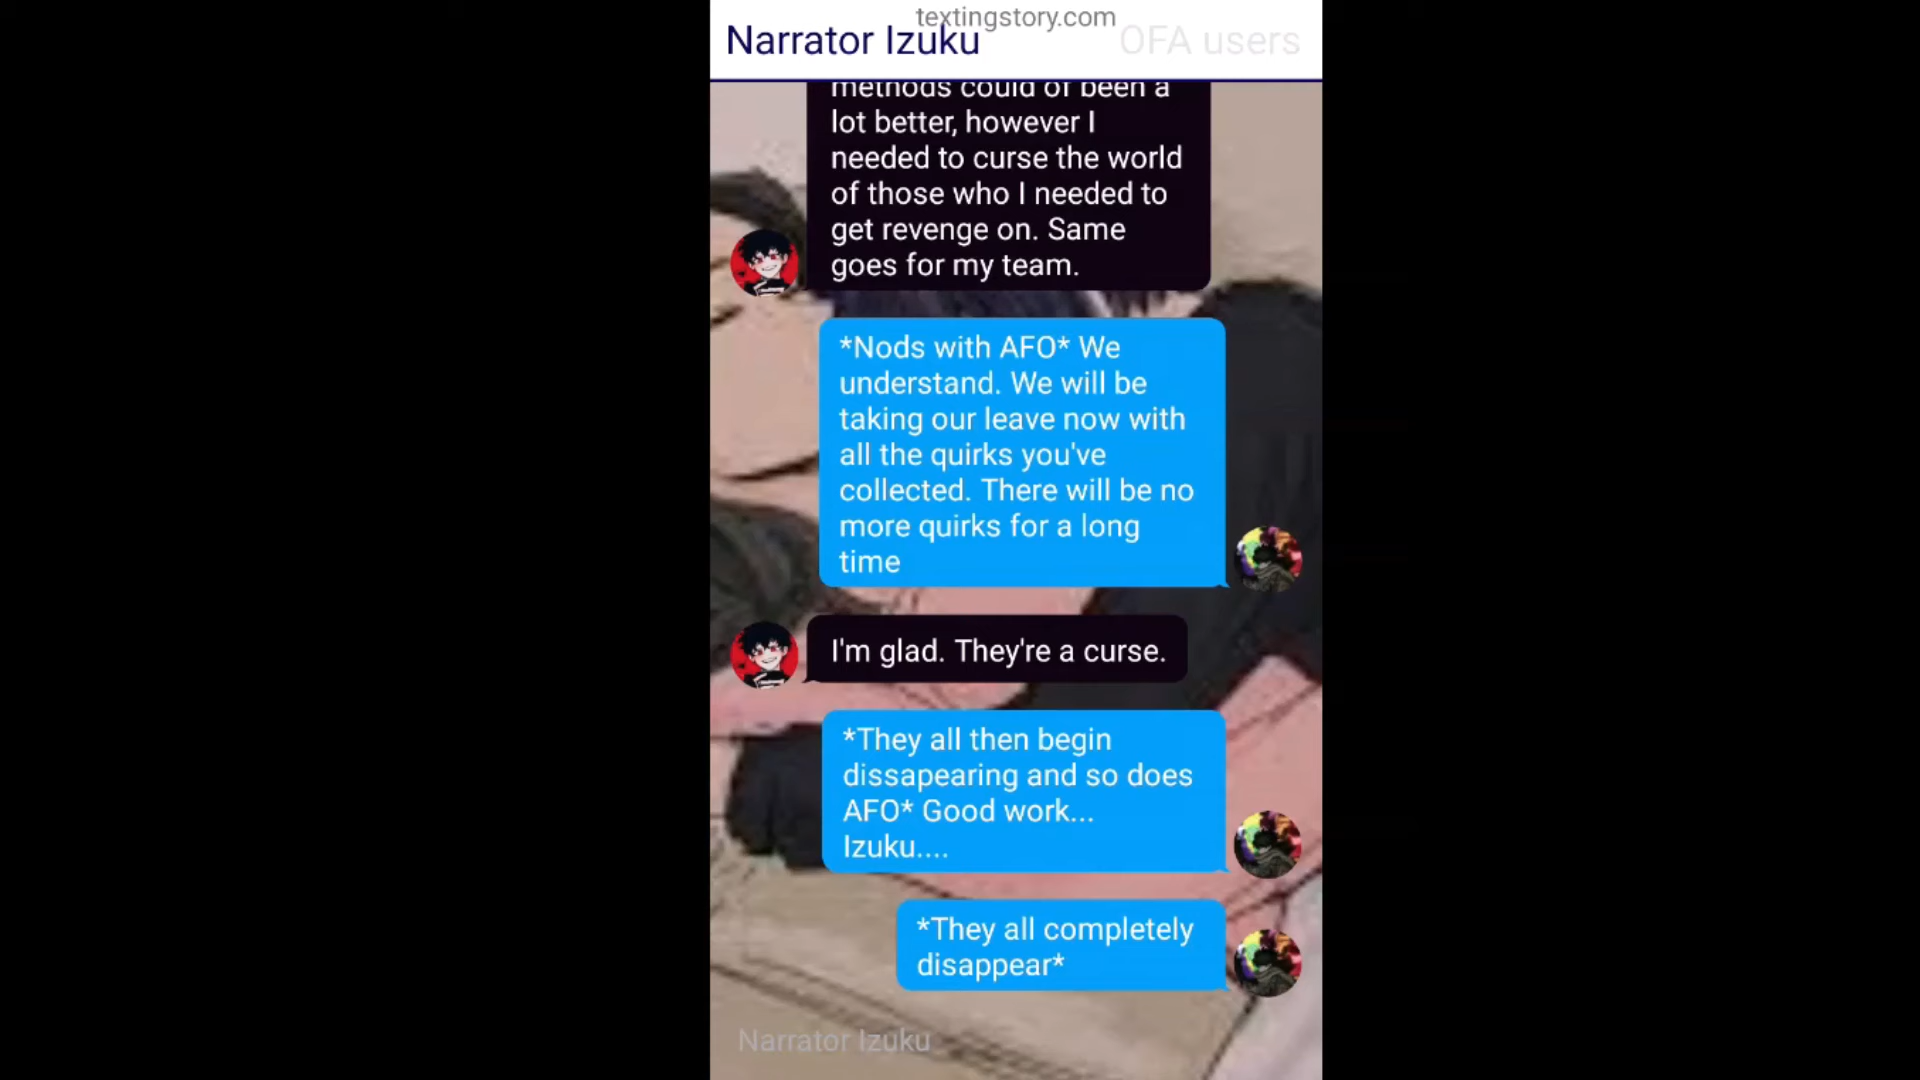 textingstory.com
Narrator Izuku
OFA users
methods could of been a
lot better, however I
needed to curse the world
of those who I needed to
get revenge on. Same
goes for my team.
*Nods with AFO* We
understand. We will be
taking our leave now with
all the quirks you've
collected. There will be no
more quirks for a long
time
I'm glad. They're a curse.
*They all then begin
dissapearing and so does
AFO* Good work...
Izuku....
*They all completely
disappear*
Narrator Izuku